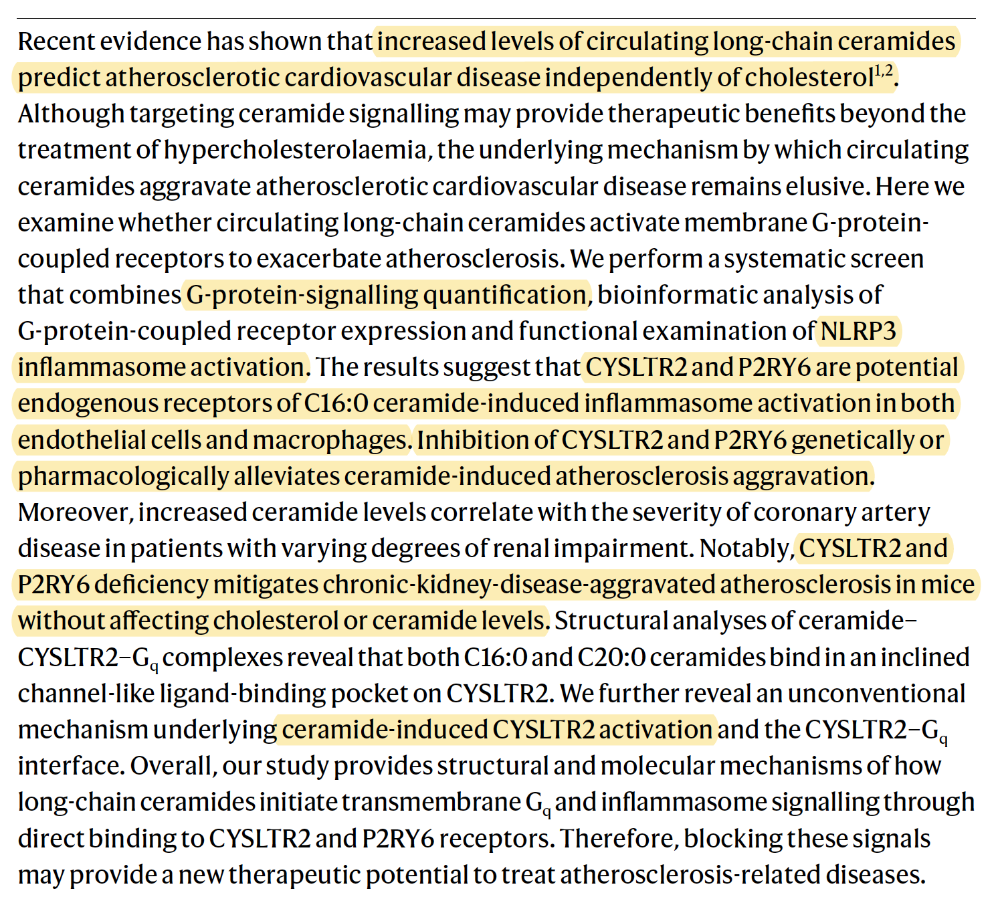 Recent evidence has shown that increased levels of circulating long-chain ceramides
predict atherosclerotic cardiovascular disease independently of cholesterol1,2.
Although targeting ceramide signalling may provide therapeutic benefits beyond the
treatment of hypercholesterolaemia, the underlying mechanism by which circulating
ceramides aggravate atherosclerotic cardiovascular disease remains elusive. Here we
examine whether circulating long-chain ceramides activate membrane G-protein-
coupled receptors to exacerbate atherosclerosis. We perform a systematic screen
that combines G-protein-signalling quantification, bioinformatic analysis of
G-protein-coupled receptor expression and functional examination of NLRP3
inflammasome activation. The results suggest that CYSLTR2 and P2RY6 are potential
endogenous receptors of C16:0 ceramide-induced inflammasome activation in both
endothelial cells and macrophages. Inhibition of CYSLTR2 and P2RY6 genetically or
pharmacologically alleviates ceramide-induced atherosclerosis aggravation.
Moreover, increased ceramide levels correlate with the severity of coronary artery
disease in patients with varying degrees of renal impairment. Notably, CYSLTR2 and
P2RY6 deficiency mitigates chronic-kidney-disease-aggravated atherosclerosis in mice
without affecting cholesterol or ceramide levels. Structural analyses of ceramide–
CYSLTR2–Gq complexes reveal that both C16:0 and C20:0 ceramides bind in an inclined
channel-like ligand-binding pocket on CYSLTR2. We further reveal an unconventional
mechanism underlying ceramide-induced CYSLTR2 activation and the CYSLTR2–Gq
interface. Overall, our study provides structural and molecular mechanisms of how
long-chain ceramides initiate transmembrane Gq and inflammasome signalling through
direct binding to CYSLTR2 and P2RY6 receptors. Therefore, blocking these signals
may provide a new therapeutic potential to treat atherosclerosis-related diseases.